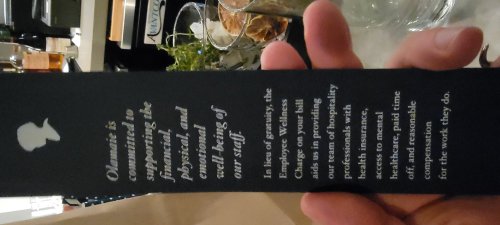 Olamaie is
committed to
supporting the
financial,
physical, and
emotional
well-being of
our staff.
In lieu of gratuity, the
Employee Wellness
Charge on your bill
aids us in providing
our team of hospitality
professionals with
health insurance,
access to mental
healthcare, paid time
off, and reasonable
compensation
for the work they do.